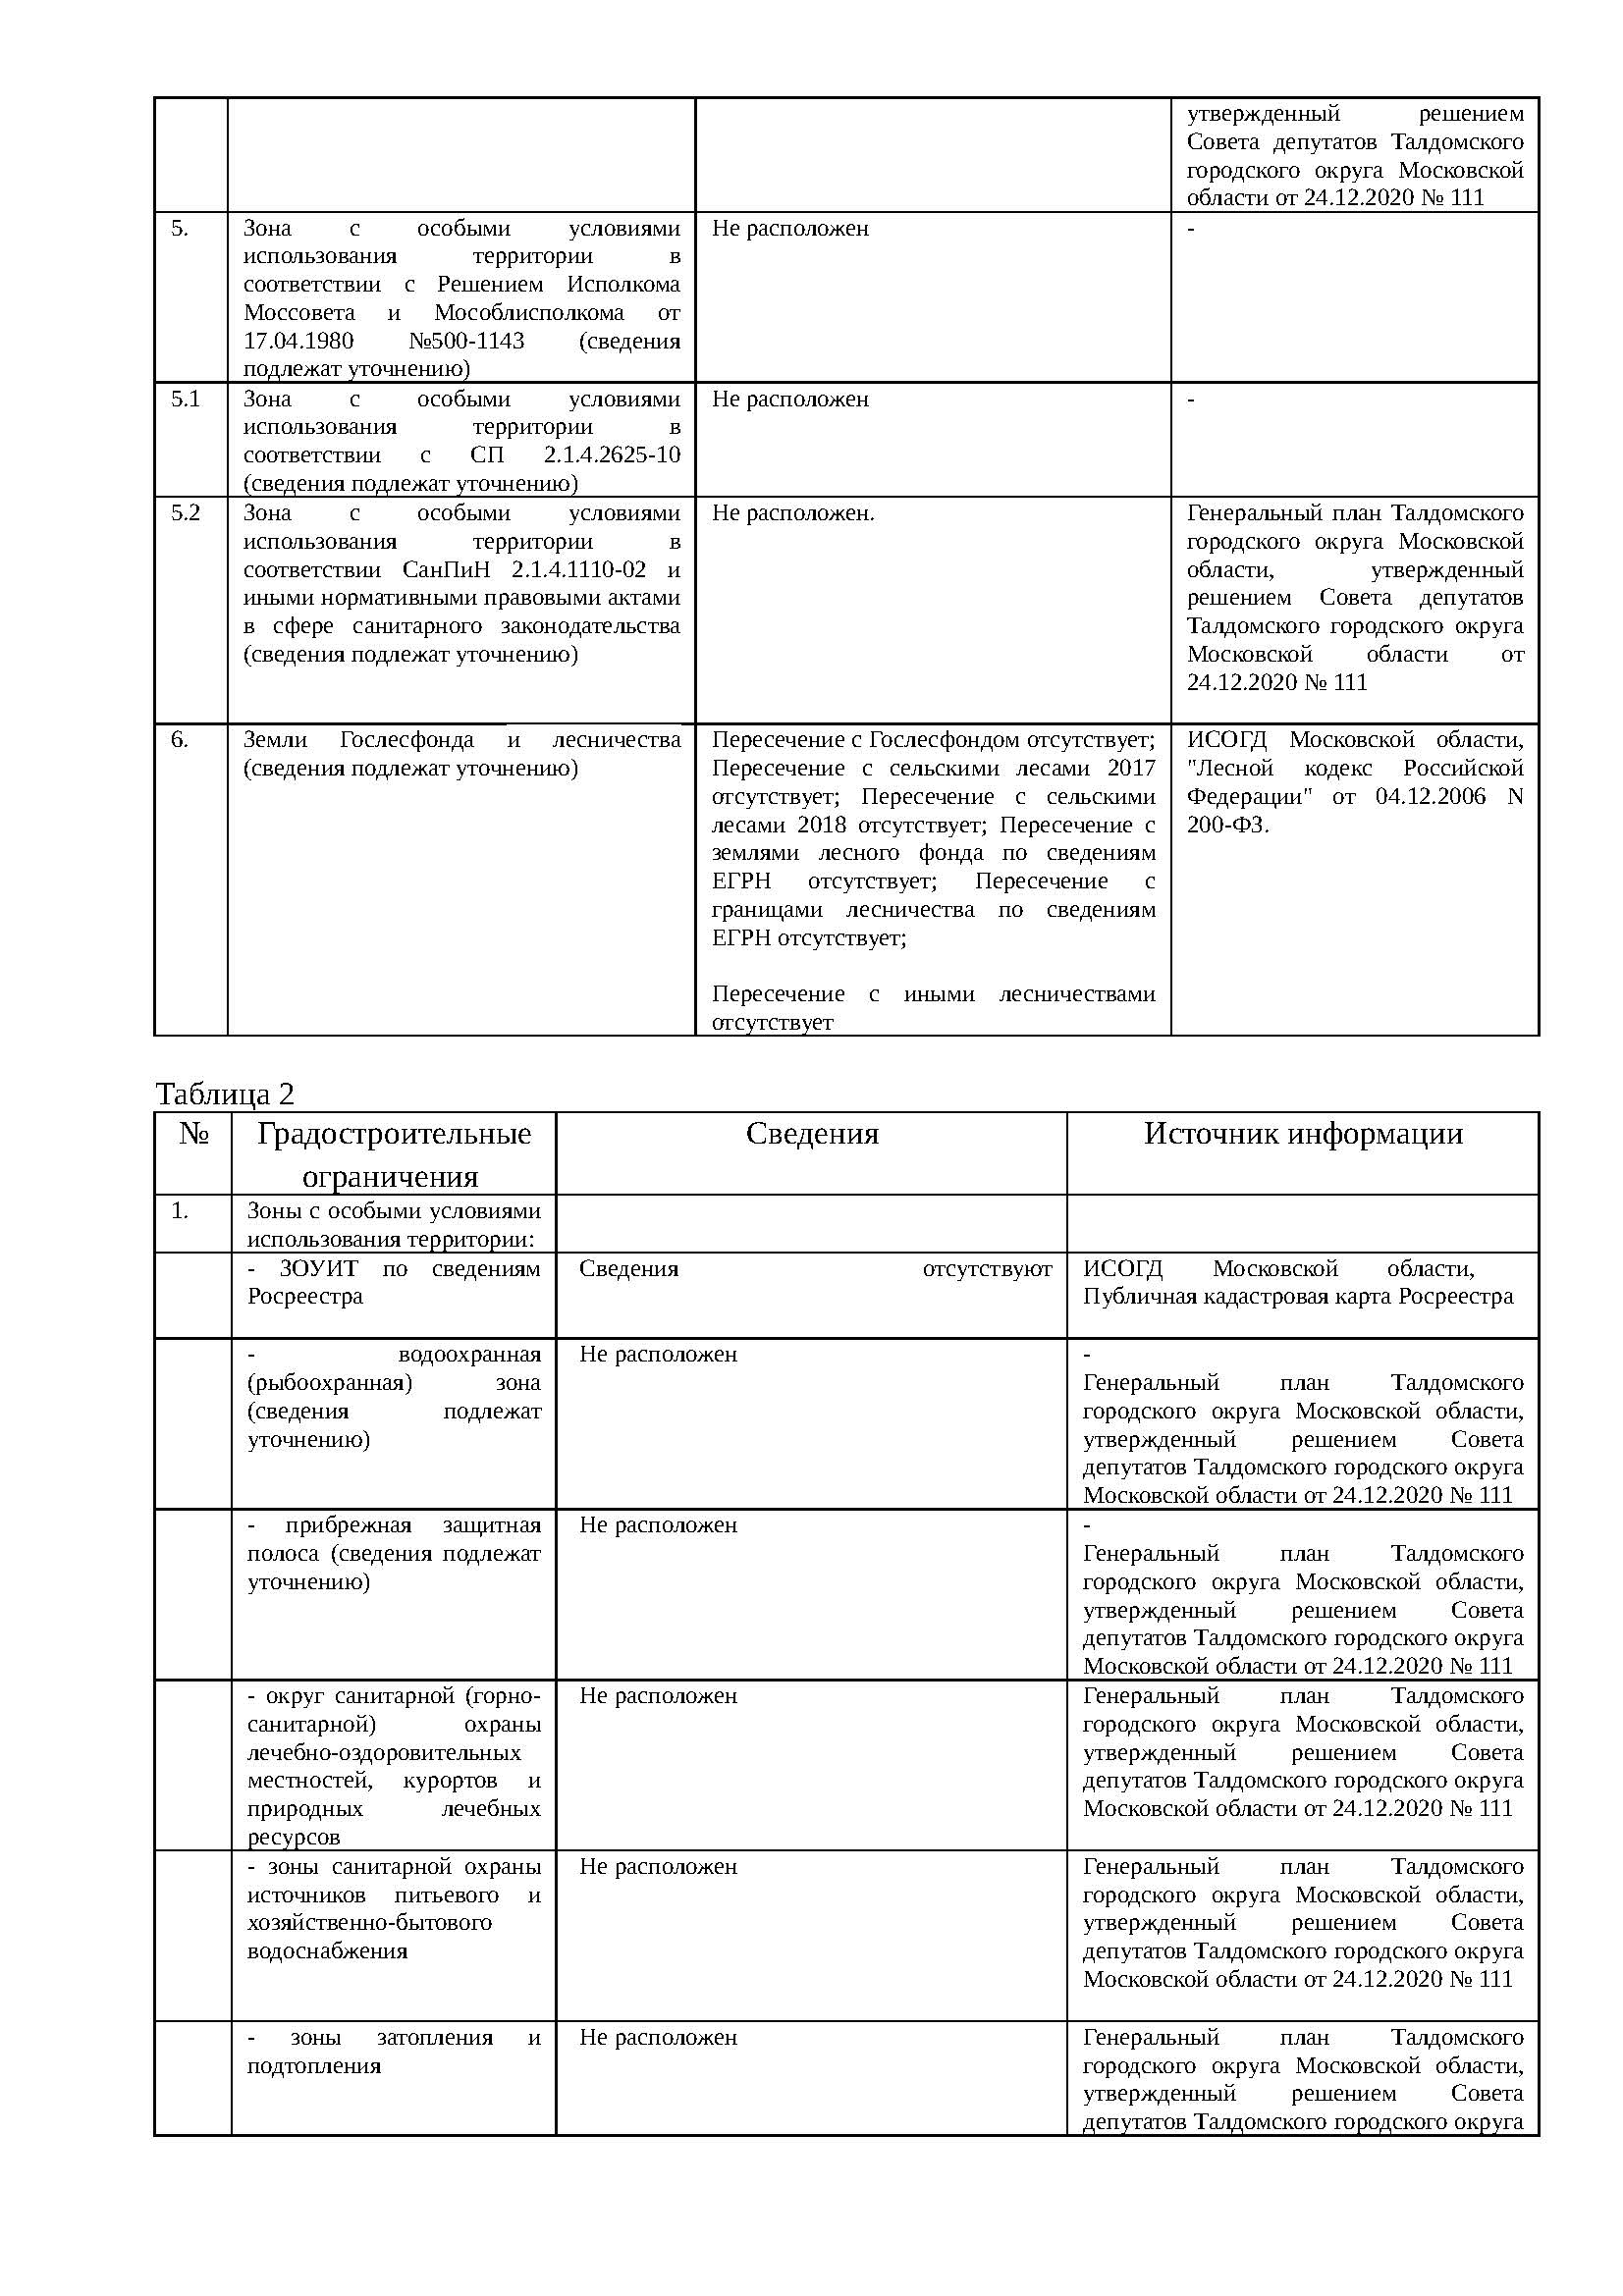 утвержденный решением
Совета депутатов Талдомского
городского округа Московской
области от 24.12.2020 № 111
5.
Зона с особыми условиями
использования территории в
соответствии с Решением Исполкома
Моссовета и Мособлисполкома от
17.04.1980 №500-1143 (сведения
подлежат уточнению)
Не расположен
-
5.1
Зона с особыми условиями
использования территории в
соответствии с СП 2.1.4.2625-10
(сведения подлежат уточнению)
Не расположен
-
5.2
Зона с особыми условиями
использования территории в
соответствии СанПиН 2.1.4.1110-02 и
иными нормативными правовыми актами
в сфере санитарного законодательства
(сведения подлежат уточнению)
Не расположен.
Генеральный план Талдомского
городского округа Московской
области, утвержденный
решением Совета депутатов
Талдомского городского округа
Московской области от
24.12.2020 № 111
6.
Земли Гослесфонда и лесничества
(сведения подлежат уточнению)
Пересечение с Гослесфондом отсутствует;
Пересечение с сельскими лесами 2017
отсутствует; Пересечение с сельскими
лесами 2018 отсутствует; Пересечение с
землями лесного фонда по сведениям
ЕГРН отсутствует; Пересечение с
границами лесничества по сведениям
ЕГРН отсутствует;
Пересечение с иными лесничествами
отсутствует
ИСОГД Московской области,
"Лесной кодекс Российской
Федерации" от 04.12.2006 N
200-ФЗ.
Таблица 2
№
Градостроительные
ограничения
Сведения
Источник информации
1.
Зоны с особыми условиями
использования территории:
- ЗОУИТ по сведениям
Росреестра
Сведения отсутствуют
ИСОГД Московской области,
Публичная кадастровая карта Росреестра
- водоохранная
(рыбоохранная) зона
(сведения подлежат
уточнению)
Не расположен
-
Генеральный план Талдомского
городского округа Московской области,
утвержденный решением Совета
депутатов Талдомского городского округа
Московской области от 24.12.2020 № 111
- прибрежная защитная
полоса (сведения подлежат
уточнению)
Не расположен
-
Генеральный план Талдомского
городского округа Московской области,
утвержденный решением Совета
депутатов Талдомского городского округа
Московской области от 24.12.2020 № 111
- округ санитарной (горно-
санитарной) охраны
лечебно-оздоровительных
местностей, курортов и
природных лечебных
ресурсов
Не расположен
Генеральный план Талдомского
городского округа Московской области,
утвержденный решением Совета
депутатов Талдомского городского округа
Московской области от 24.12.2020 № 111
- зоны санитарной охраны
источников питьевого и
хозяйственно-бытового
водоснабжения
Не расположен
Генеральный план Талдомского
городского округа Московской области,
утвержденный решением Совета
депутатов Талдомского городского округа
Московской области от 24.12.2020 № 111
- зоны затопления и
подтопления
Не расположен
Генеральный план Талдомского
городского округа Московской области,
утвержденный решением Совета
депутатов Талдомского городского округа